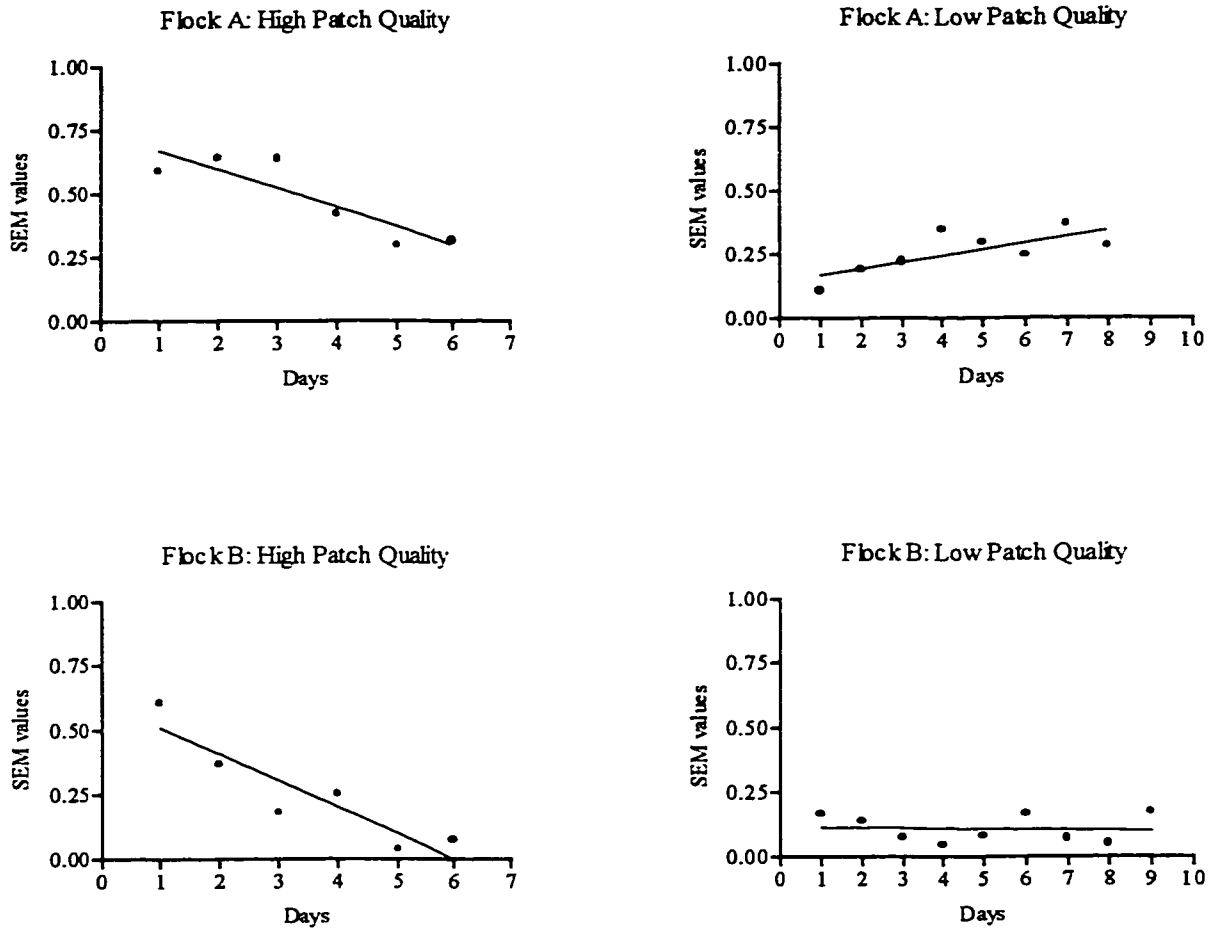 Flock A: High Patch Quality
1.00
0.75
0.50
0.25
0.00
SEM values
0 1 2 3 4 5 6 7
Days
Flock A: Low Patch Quality
1.00
0.75
0.50
0.25
0.00
SEM values
0 1 2 3 4 5 6 7 8 9 10
Days
Flock B: High Patch Quality
1.00
0.75
0.50
0.25
0.00
SEM values
0 1 2 3 4 5 6 7
Days
Flock B: Low Patch Quality
1.00
0.75
0.50
0.25
0.00
SEM values
0 1 2 3 4 5 6 7 8 9 10
Days